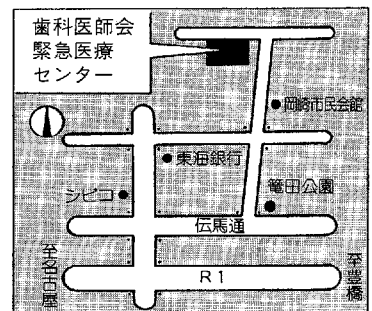 歯科医師会
緊急医療
センター
岡崎市民会館
東海銀行
シビコ
篭田公園
伝馬通
至名古屋
R1
至豊橋